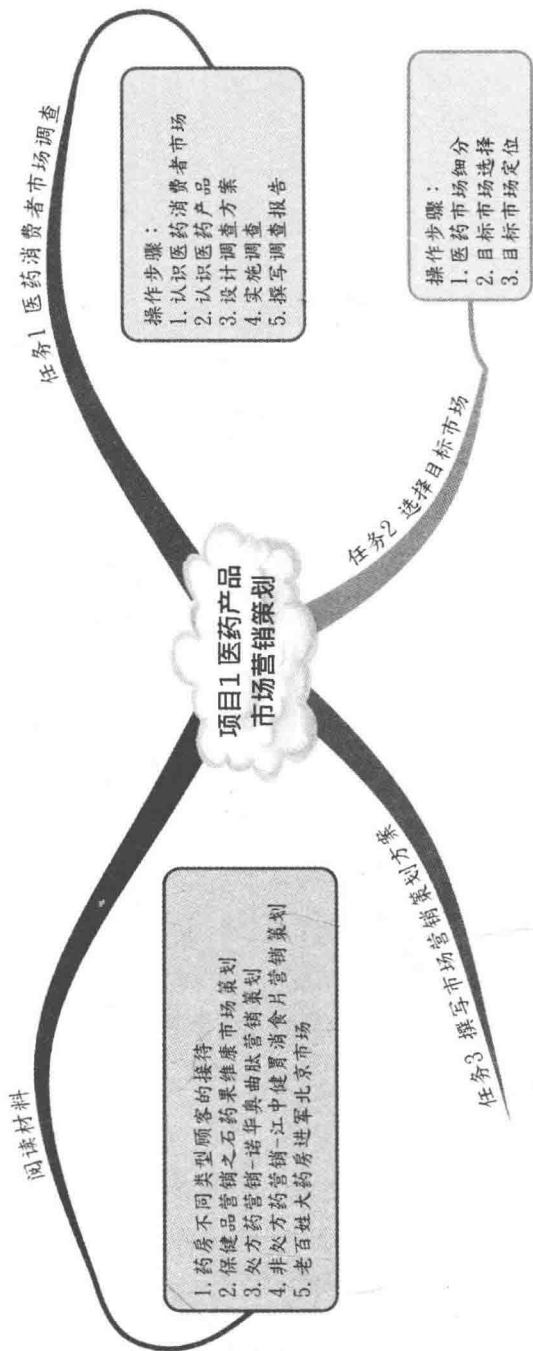 项目1 医药产品
市场营销策划
任务1 医药消费者市场调查
操作步骤：
1. 认识医药消费者市场
2. 认识医药产品
3. 设计调查方案
4. 实施调查
5. 撰写调查报告
任务2 选择目标市场
操作步骤：
1. 医药市场细分
2. 目标市场选择
3. 目标市场定位
任务3 撰写市场营销策划方案
阅读材料
1. 药房不同类型顾客的接待
2. 保健品营销之石药果维康市场策划
3. 处方药营销-诺华奥曲肽营销策划
4. 非处方药营销-江中健胃消食片营销策划
5. 老百姓大药房进军北京市场